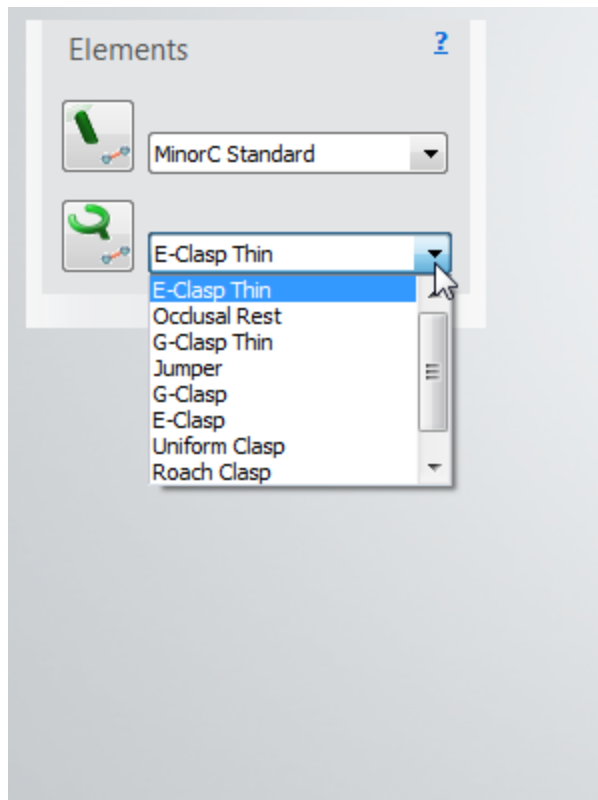 Elements
?
MinorC Standard
E-Clasp Thin
E-Clasp Thin
Occlusal Rest
G-Clasp Thin
Jumper
G-Clasp
E-Clasp
Uniform Clasp
Roach Clasp